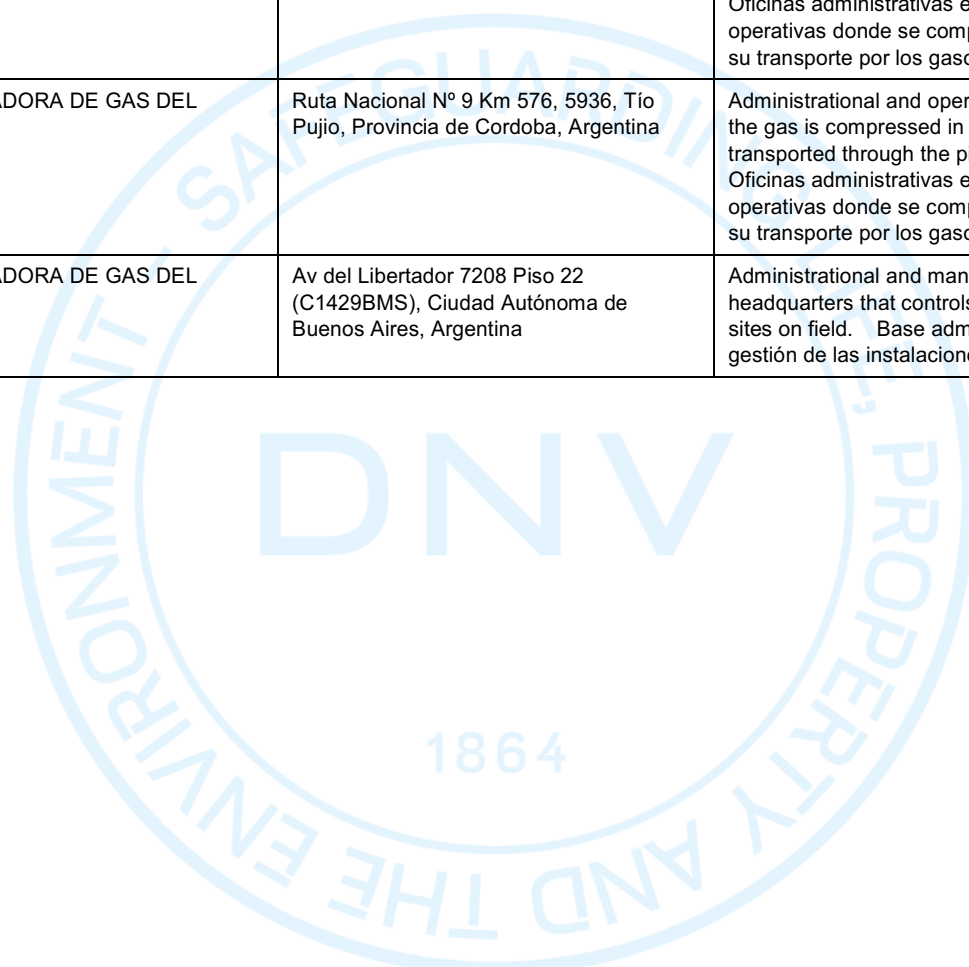 Oficinas administrativas e
operativas donde se comp
su transporte por los gaso
ADORA DE GAS DEL
Ruta Nacional Nº 9 Km 576, 5936, Tío
Pujio, Provincia de Cordoba, Argentina
Administrational and oper
the gas is compressed in
transported through the pi
Oficinas administrativas e
operativas donde se comp
su transporte por los gaso
ADORA DE GAS DEL
Av del Libertador 7208 Piso 22
(C1429BMS), Ciudad Autónoma de
Buenos Aires, Argentina
Administrational and man
headquarters that controls
sites on field. Base adm
gestión de las instalacione
SAFEGUARDING LIFE, PROPERTY AND THE ENVIRONMENT
DNV
1864